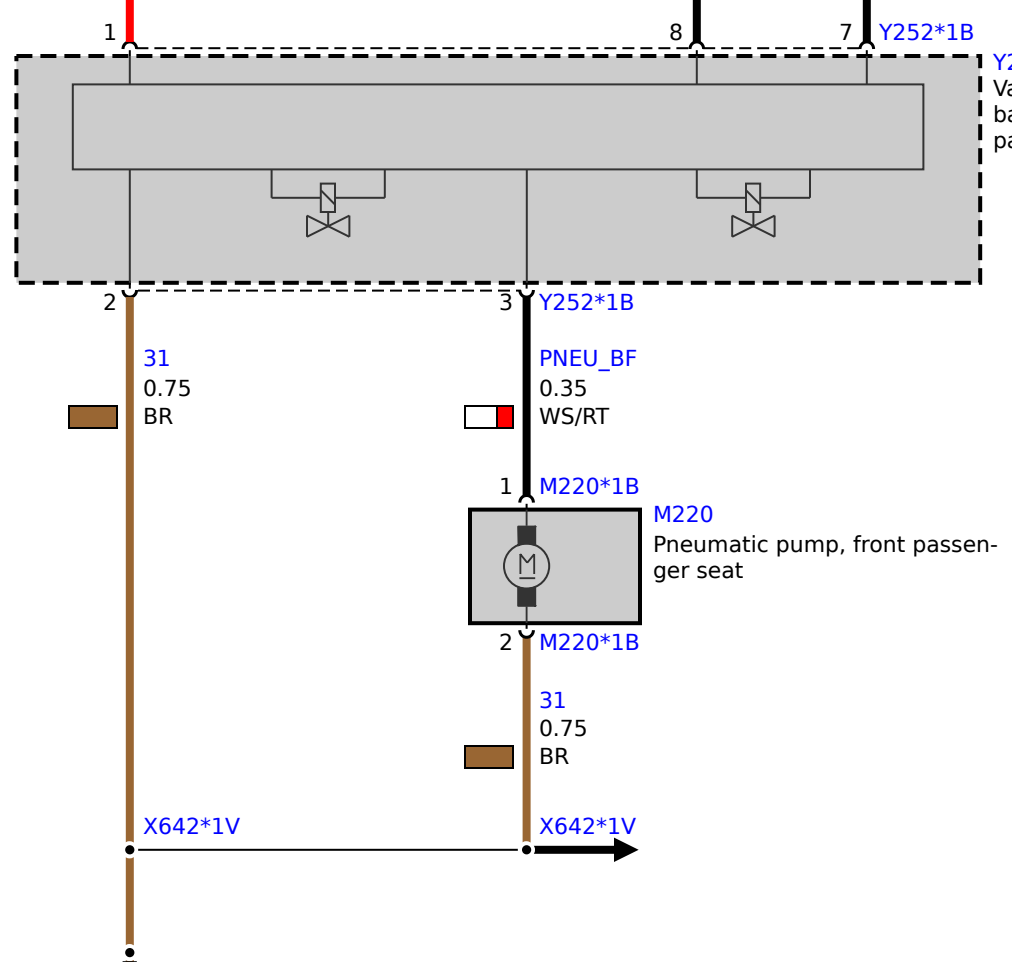 1
8
7
Y252*1B
2
3
Y252*1B
31
0.75
BR
PNEU_BF
0.35
WS/RT
1
M220*1B
M220
Pneumatic pump, front passen-
ger seat
M
2
M220*1B
31
0.75
BR
X642*1V
X642*1V